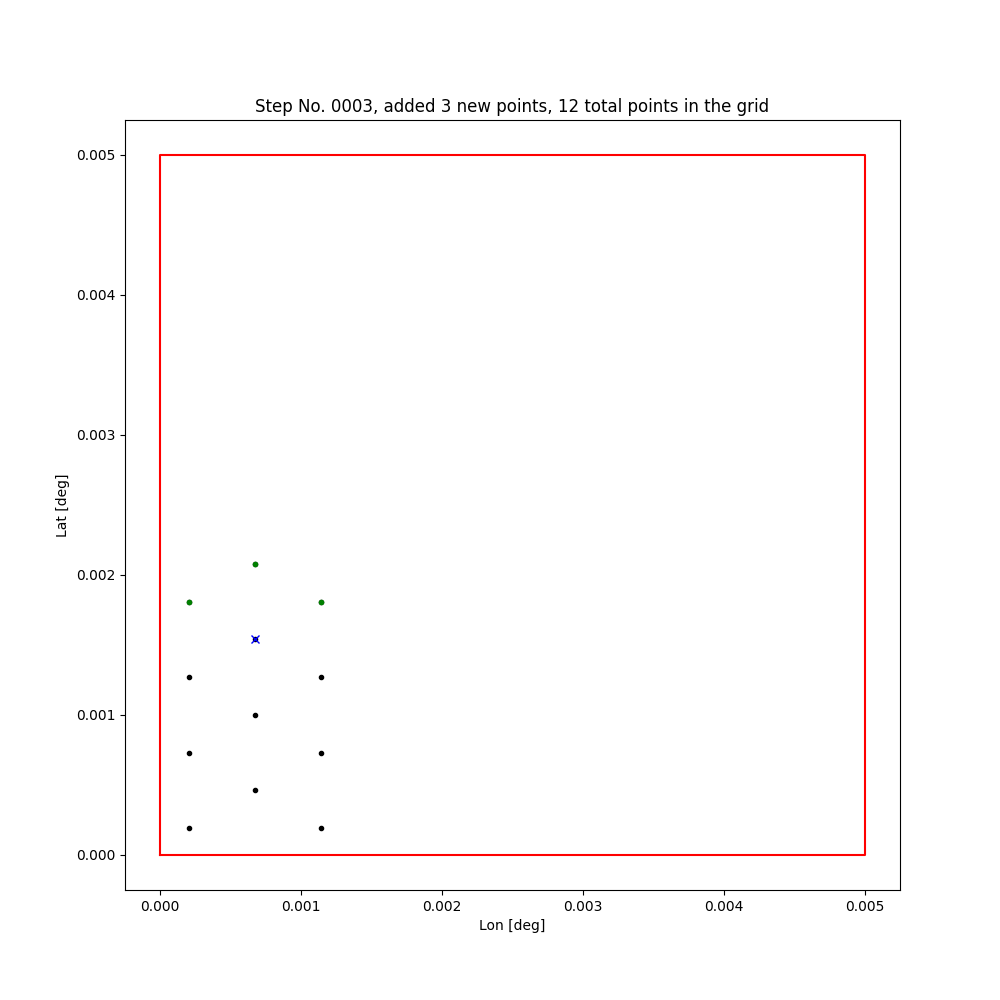 Step No. 0003, added 3 new points, 12 total points in the grid
0.005
0.004
0.003
0.002
0.001
0.000
Lat [deg]
0.000 0.001 0.002 0.003 0.004 0.005
Lon [deg]